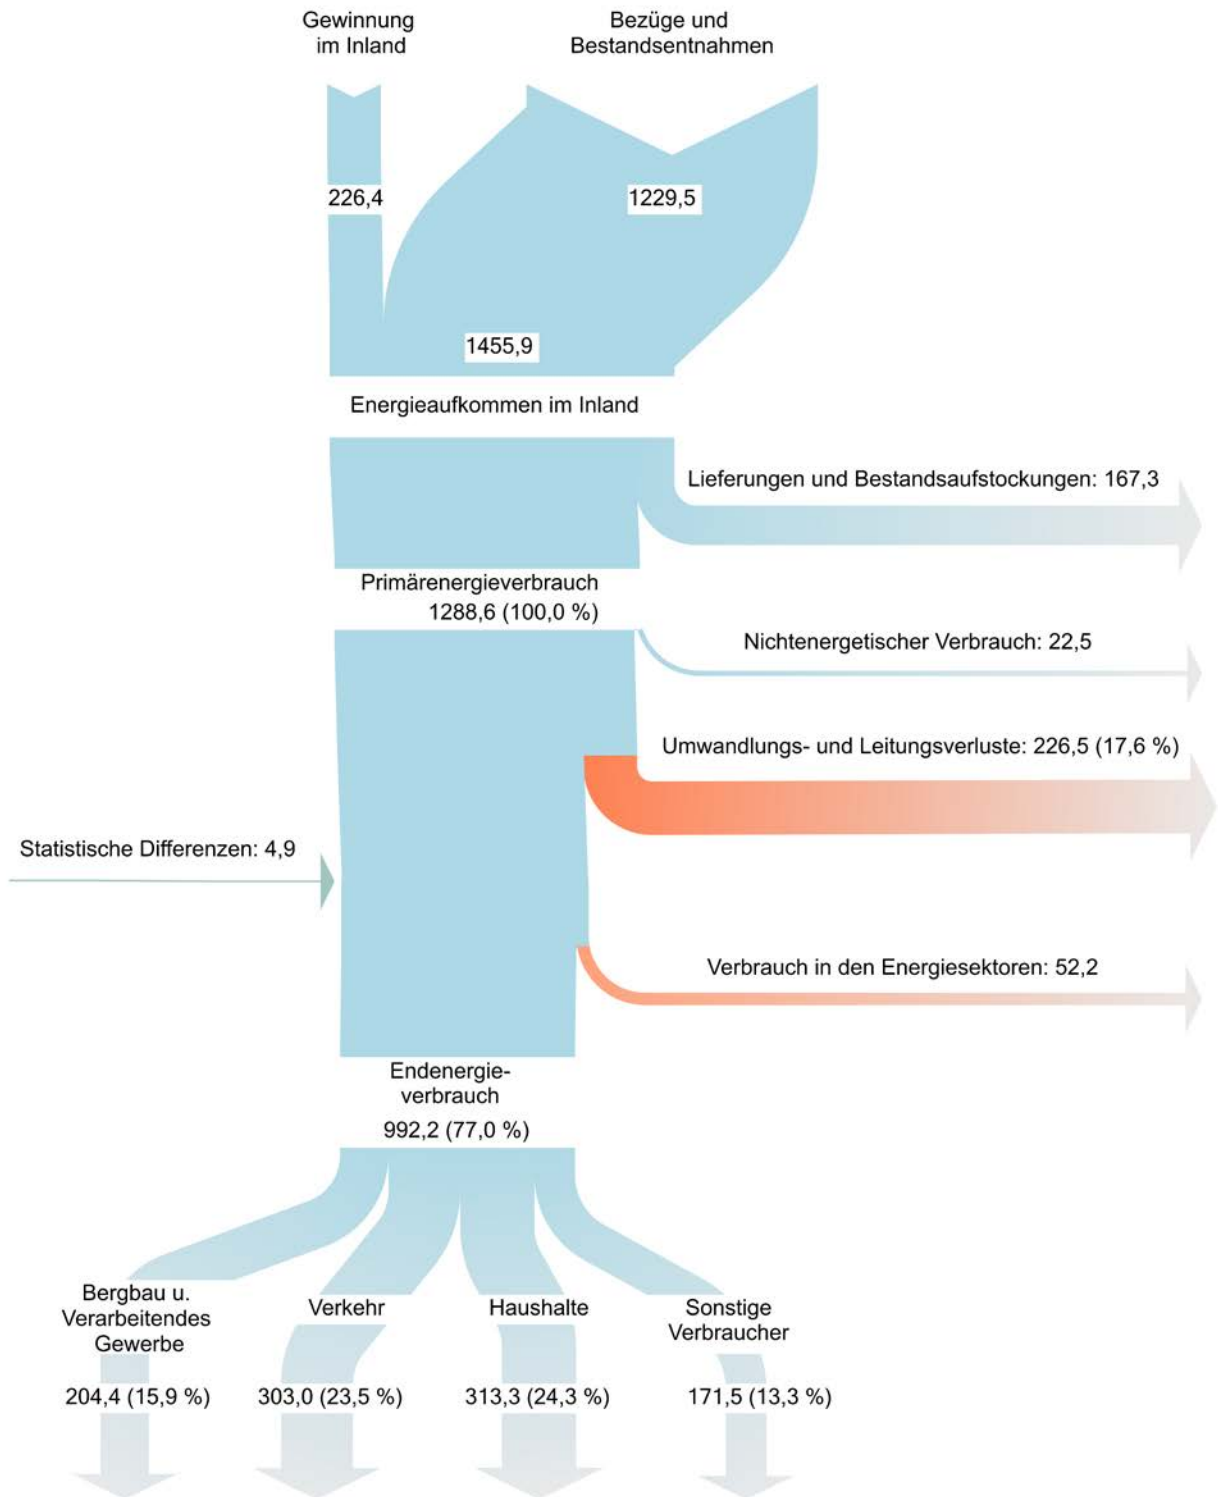 Gewinnung
im Inland
Bezüge und
Bestandsentnahmen
226,4
1229,5
1455,9
Energieaufkommen im Inland
Lieferungen und Bestandsaufstockungen: 167,3
Primärenergieverbrauch
1288,6 (100,0 %)
Nichtenergetischer Verbrauch: 22,5
Umwandlungs- und Leitungsverluste: 226,5 (17,6 %)
Statistische Differenzen: 4,9
Verbrauch in den Energiesektoren: 52,2
Endenergie-
verbrauch
992,2 (77,0 %)
Bergbau u.
Verarbeitendes
Gewerbe
Verkehr
Haushalte
Sonstige
Verbraucher
204,4 (15,9 %)
303,0 (23,5 %)
313,3 (24,3 %)
171,5 (13,3 %)